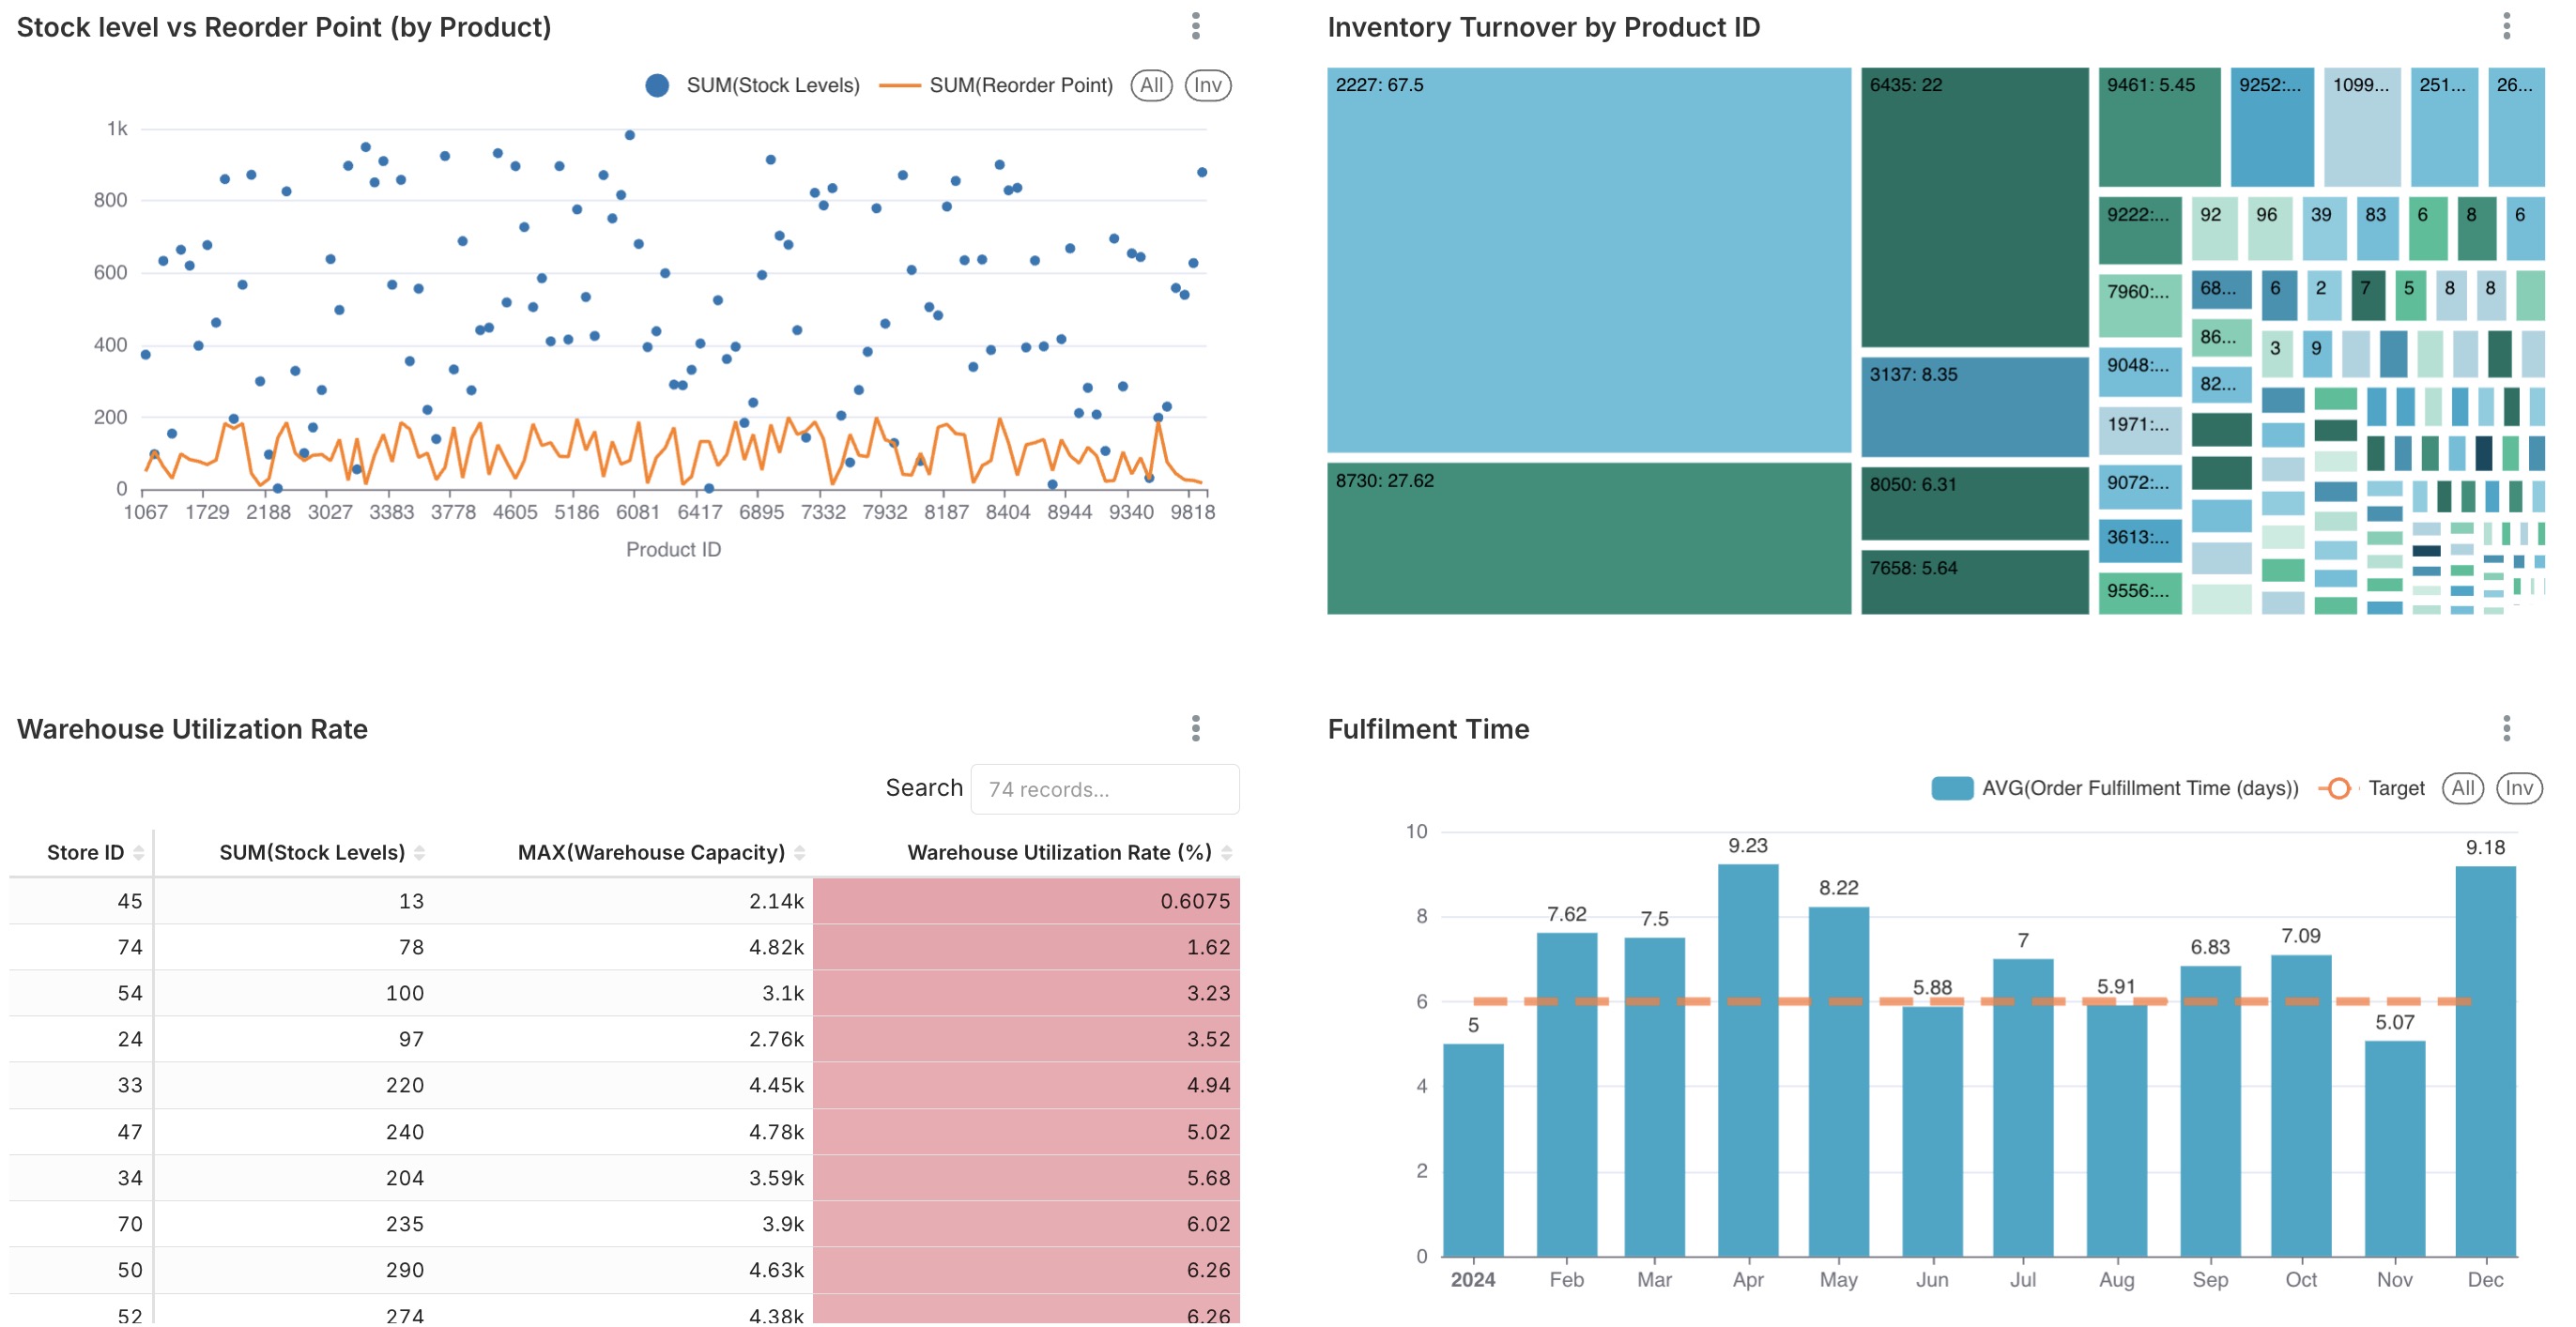 Stock level vs Reorder Point (by Product)
SUM(Stock Levels) SUM(Reorder Point) All Inv
1k
800
600
400
200
0
1067 1729 2188 3027 3383 3778 4605 5186 6081 6417 6895 7332 7932 8187 8404 8944 9340 9818
Product ID
Inventory Turnover by Product ID
2227: 67.5
8730: 27.62
6435: 22
3137: 8.35
8050: 6.31
7658: 5.64
9461: 5.45 9252:... 1099... 251... 26...
9222:... 92 96 39 83 6 8 6
7960:... 68... 6 2 7 5 8 8
86... 3 9
9048:... 82...
1971:...
9072:...
3613:...
9556:...
Warehouse Utilization Rate
Search 74 records...
Store ID SUM(Stock Levels) MAX(Warehouse Capacity) Warehouse Utilization Rate (%)
45 13 2.14k 0.6075
74 78 4.82k 1.62
54 100 3.1k 3.23
24 97 2.76k 3.52
33 220 4.45k 4.94
47 240 4.78k 5.02
34 204 3.59k 5.68
70 235 3.9k 6.02
50 290 4.63k 6.26
52 274 4.38k 6.26
Fulfilment Time
AVG(Order Fulfillment Time (days)) Target All Inv
10
8
6
4
2
0
5 7.62 7.5 9.23 8.22 5.88 7 5.91 6.83 7.09 5.07 9.18
2024 Feb Mar Apr May Jun Jul Aug Sep Oct Nov Dec